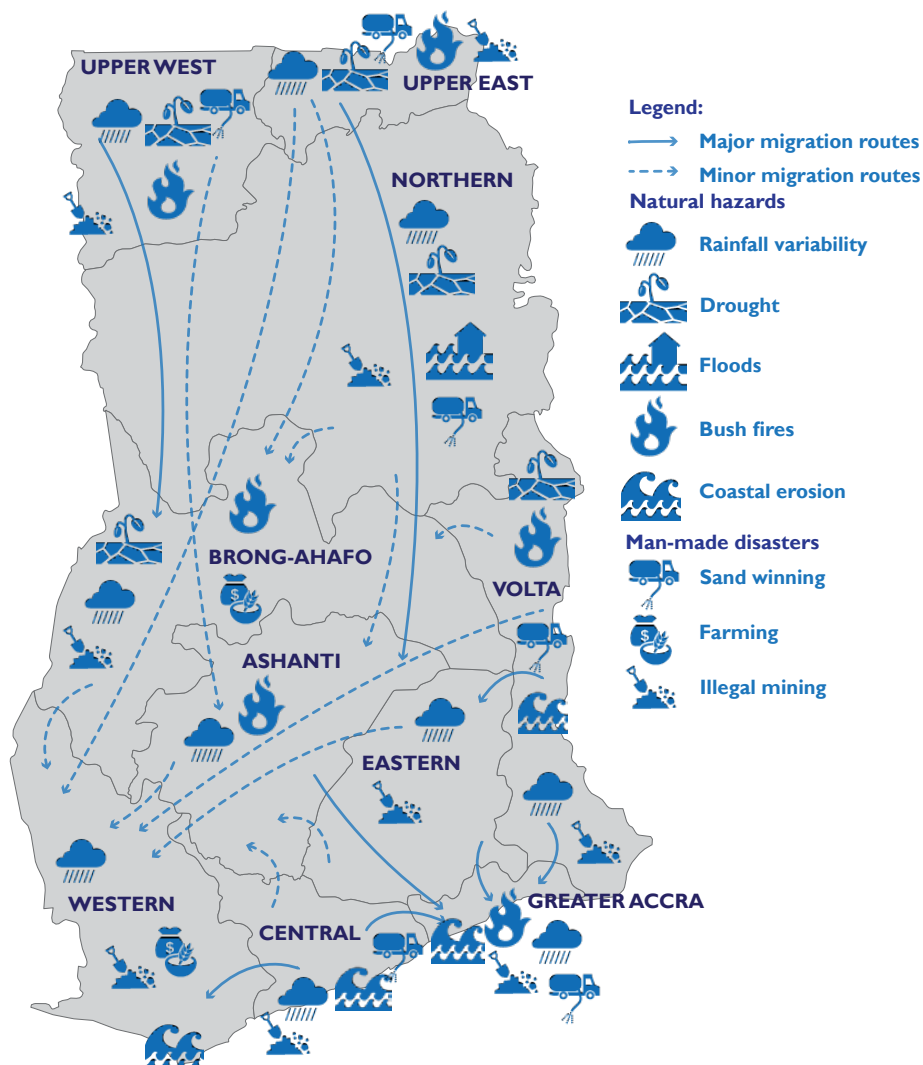 UPPER WEST
UPPER EAST
NORTHERN
BRONG-AHAFO
VOLTA
ASHANTI
EASTERN
WESTERN
CENTRAL
GREATER ACCRA
$
$
Legend:
Major migration routes
Minor migration routes
Natural hazards
Rainfall variability
Drought
Floods
Bush fires
Coastal erosion
Man-made disasters
Sand winning
$
Farming
Illegal mining